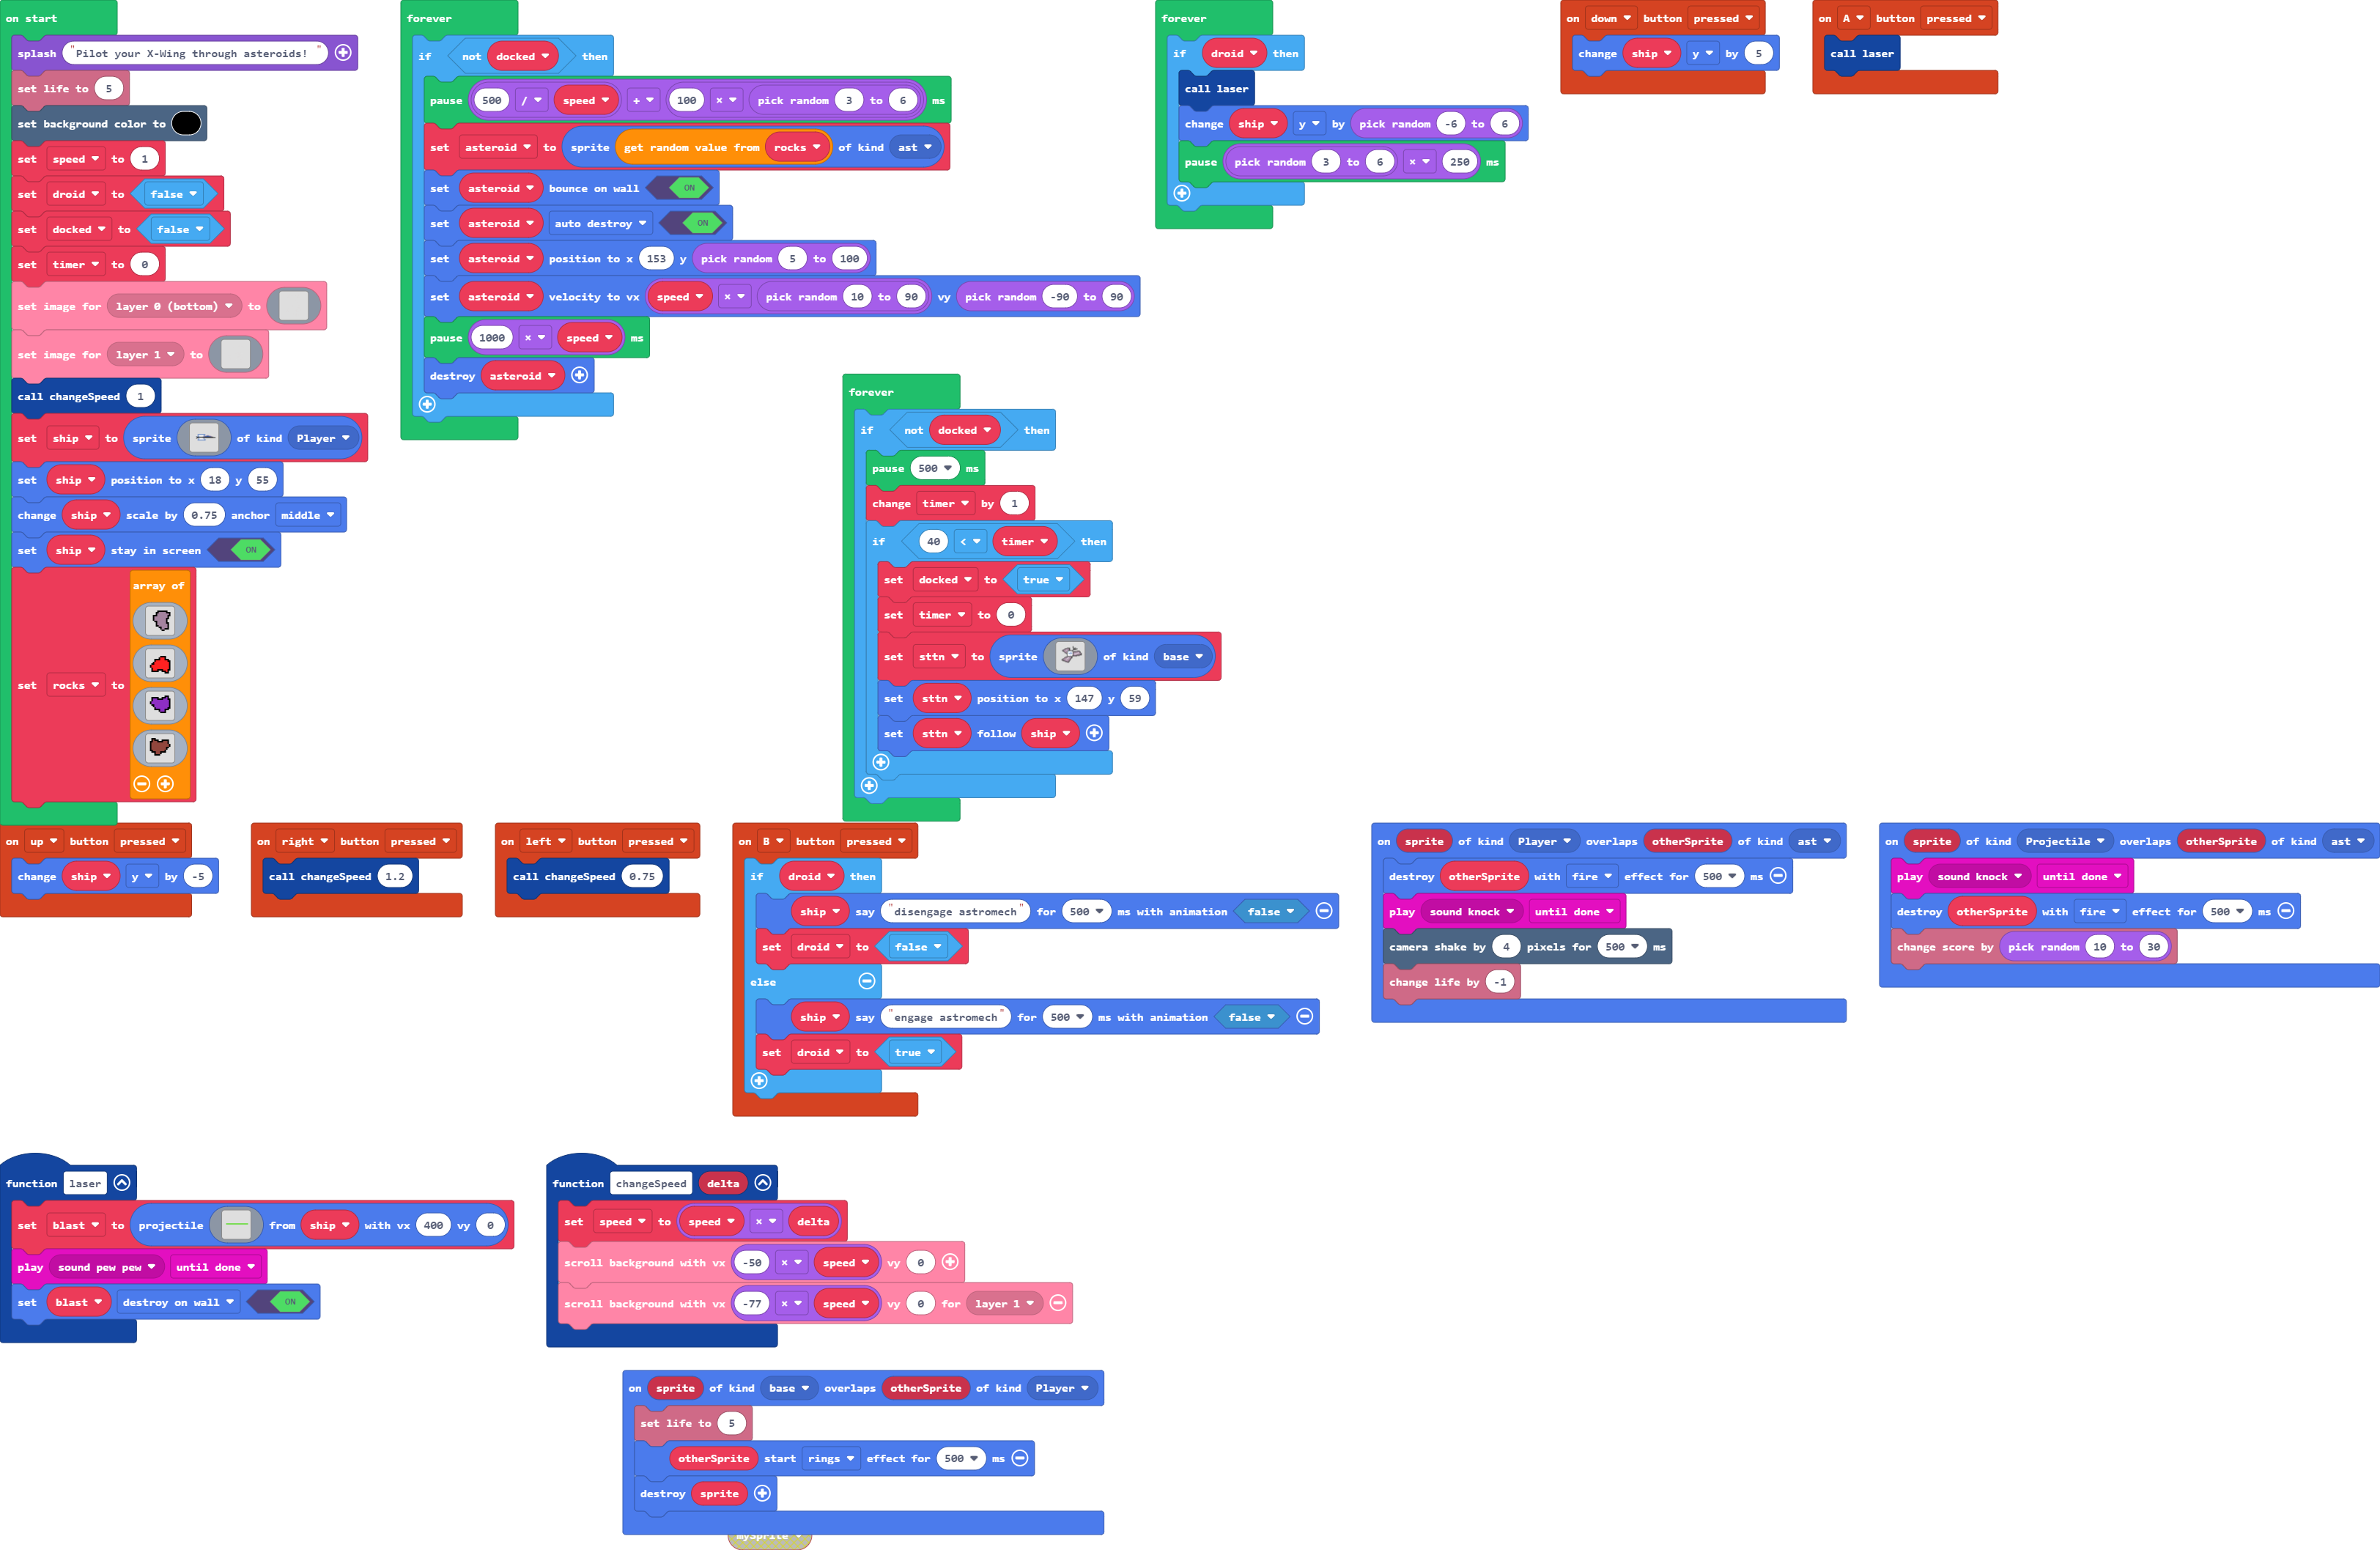 on start
splash "Pilot your X-Wing through asteroids! " 
set life to 5
set background color to
set speed to 1
set droid to false
set docked to false
set timer to 0
set image for layer 0 (bottom) to
set image for layer 1 to
call changeSpeed 1
set ship to sprite of kind Player
set ship position to x 18 y 55
change ship scale by 0.75 anchor middle
set ship stay in screen ON
set rocks to array of
forever
if not docked then
pause 500 / speed + 100 × pick random 3 to 6 ms
set asteroid to sprite get random value from rocks of kind ast
set asteroid bounce on wall ON
set asteroid auto destroy ON
set asteroid position to x 153 y pick random 5 to 100
set asteroid velocity to vx speed × pick random 10 to 90 vy pick random -90 to 90
pause 1000 × speed ms
destroy asteroid
forever
if not docked then
pause 500 ms
change timer by 1
if 40 < timer then
set docked to true
set timer to 0
set sttn to sprite of kind base
set sttn position to x 147 y 59
set sttn follow ship
forever
if droid then
call laser
change ship y by pick random -6 to 6
pause pick random 3 to 6 × 250 ms
on down button pressed
change ship y by 5
on A button pressed
call laser
on up button pressed
change ship y by -5
on right button pressed
call changeSpeed 1.2
on left button pressed
call changeSpeed 0.75
on B button pressed
if droid then
ship say "disengage astromech" for 500 ms with animation false
set droid to false
else
ship say "engage astromech" for 500 ms with animation false
set droid to true
on sprite of kind Player overlaps otherSprite of kind ast
destroy otherSprite with fire effect for 500 ms
play sound knock until done
camera shake by 4 pixels for 500 ms
change life by -1
on sprite of kind Projectile overlaps otherSprite of kind ast
play sound knock until done
destroy otherSprite with fire effect for 500 ms
change score by pick random 10 to 30
function laser
set blast to projectile from ship with vx 400 vy 0
play sound pew pew until done
set blast destroy on wall ON
function changeSpeed delta
set speed to speed × delta
scroll background with vx -50 × speed vy 0
scroll background with vx -77 × speed vy 0 for layer 1
on sprite of kind base overlaps otherSprite of kind Player
set life to 5
otherSprite start rings effect for 500 ms
destroy sprite
mySprite